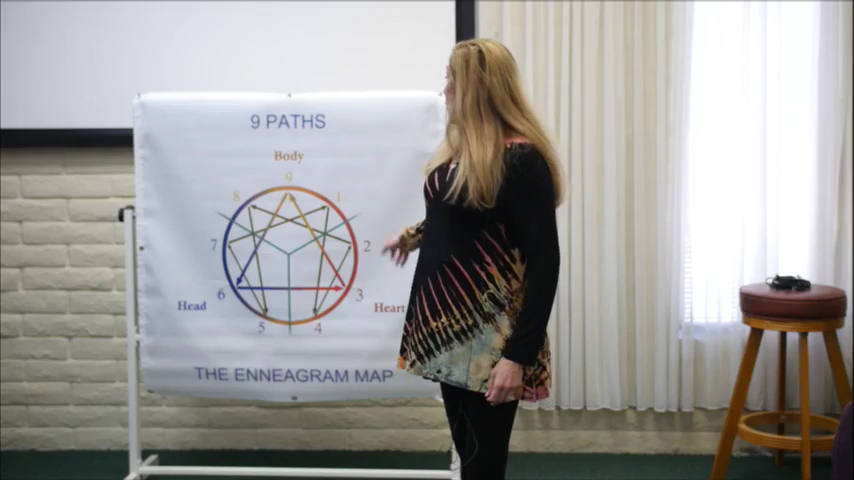 9 PATHS
Body
9
8 1
7 2
6 3
Head Heart
5 4
THE ENNEAGRAM MAP